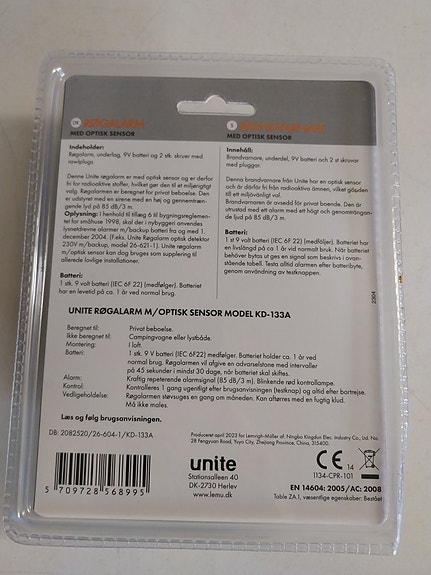 DK RØGALARM
MED OPTISK SENSOR
Indeholder:
Røgalarm, underlag, 9V batteri og 2 stk. skruer med
rawlplugs.
Denne Unite røgalarm er med optisk sensor og er derfor
fri for radioaktive stoffer, hvilket gør den til et miljørigtigt
valg. Røgalarmen er beregnet for privat beboelse. Den
er udstyret med en sirene med en høj og gennemtræn-
gende lyd på 85 dB/3 m.
Oplysning: I henhold til tillæg 6 til bygningsreglemen-
tet for småhuse 1998, skal der i nybyggeri anvendes
lysnetdrevne alarmer m/backup batteri fra og med 1.
december 2004. (F.eks. Unite Røgalarm optisk detektor
230V m/backup, model 26-621-1). Unite røgalarm
m/optisk sensor kan dog bruges som supplering til
allerede lovlige installationer.
Batteri:
1 stk. 9 volt batteri (IEC 6F 22) (medfølger). Batteriet
har en levetid på ca. 1 år ved normal brug.
S
MED OPTISK SENSOR
Innehåll:
Brandvarnare, underdel, 9V batteri och 2 st skruvar
med pluggar.
Denna brandvarnare från Unite har en optisk sensor
och är därför fri från radioaktiva ämnen, vilket gör den
till ett miljöriktigt val.
Brandvarnaren är avsedd för privat boende. Den är
utrustad med ett alarm med ett högt och genomträngan-
de ljud på 85 dB/3 m.
Batteri:
1 st 9 volt batteri (IEC 6F 22) (medföljer). Batteriet har
en livslängd på ca 1 år vid normalt bruk. När batteriet
behöver bytas ut ges en signal som beskrivs i ovan-
stående tabell. Testa alltid alarmen efter batteribyte,
genom användning av testknappen.
2304
UNITE RØGALARM M/OPTISK SENSOR MODEL KD-133A
Beregnet til: Privat beboelse.
Ikke beregnet til: Campingvogne eller lystbåde.
Montering: I loft.
Batteri: 1 stk. 9 V batteri (IEC 6F22) medfølger. Batteriet holder ca. 1 år ved
normal brug. Røgalarmen vil afgive en advarselstone med intervaller
på 45 sekunder i mindst 30 dage, når batteriet skal skiftes.
Alarm: Kraftig repeterende alarmsignal (85 dB/3 m). Blinkende rød kontrollampe.
Kontrol: Kontrolleres 1 gang ugentligt efter brugsanvisningen (testknap) og altid efter bortrejse.
Vedligeholdelse: Røgalarmen støvsuges en gang om måneden. Kan aftørres med en fugtig klud.
Må ikke males.
Læs og følg brugsanvisningen.
DB: 2082520/26-604-1/KD-133A
Produceret april 2023 for Lemvigh-Müller af: Ningbo Kingdun Elec. Industry Co., Ltd. No.
28 Fengyuan Road, Yuyo City, Zhejiang Province, China, 315400.
5 709728 568995
unite
Stationsalleen 40
DK-2730 Herlev
www.lemu.dk
CE 14
1134-CPR-101
EN 14604: 2005/AC: 2008
Table ZA.1, væsentlige egenskaber: Bestået